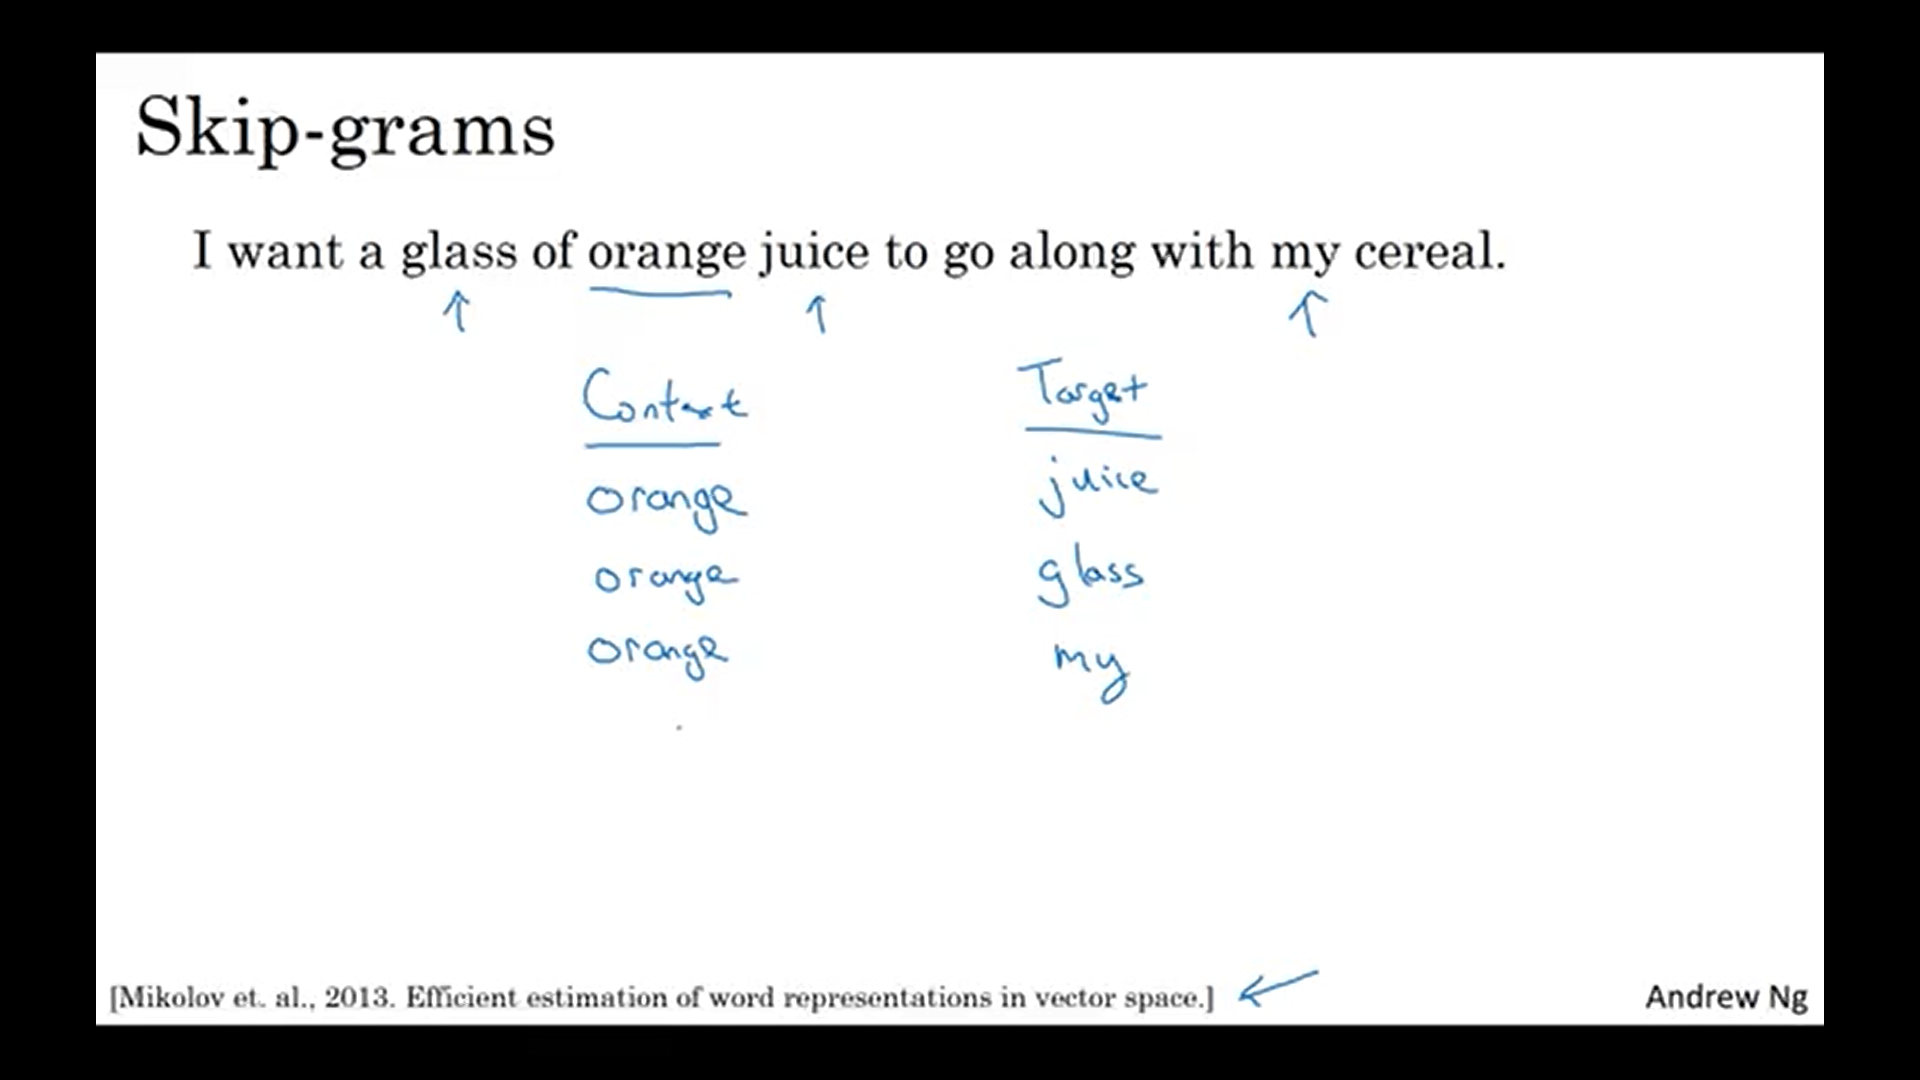 Skip-grams
I want a glass of orange juice to go along with my cereal.
Context Target
orange juice
orange glass
orange my
[Mikolov et. al., 2013. Efficient estimation of word representations in vector space.]
Andrew Ng